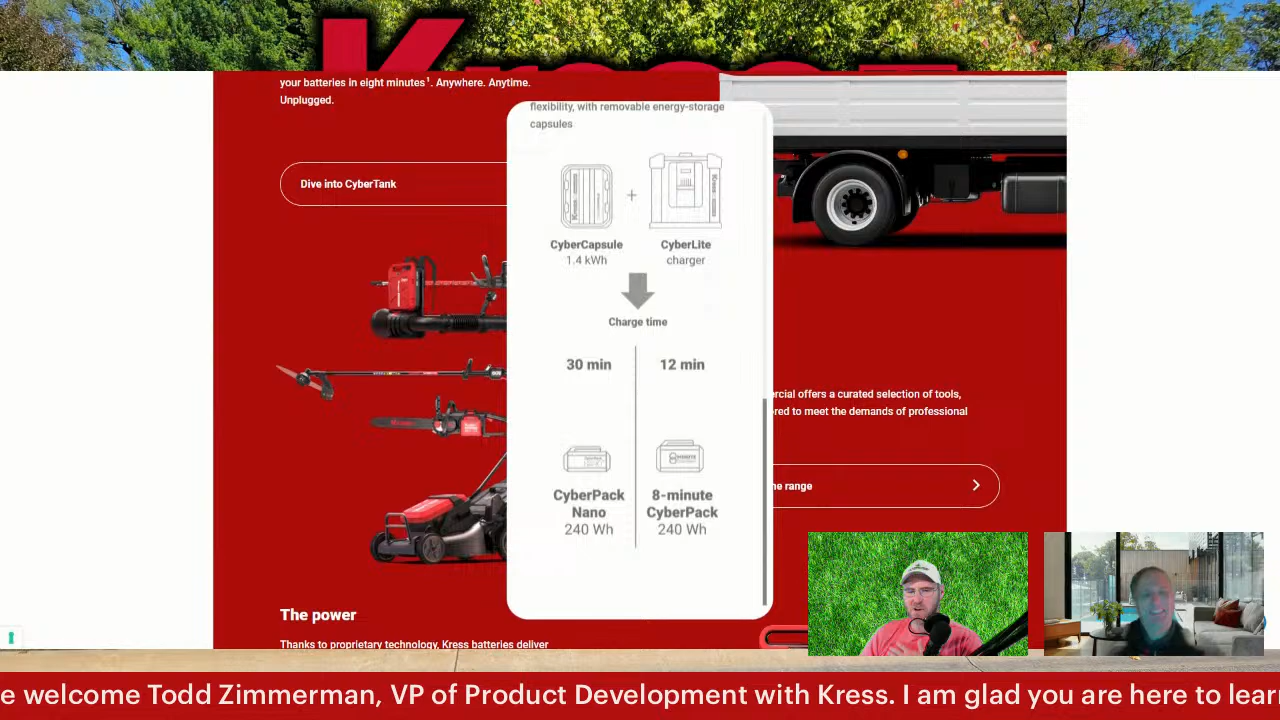 your batteries in eight minutes¹. Anywhere. Anytime.
Unplugged.
Dive into CyberTank
flexibility, with removable energy-storage
capsules
+
CyberCapsule
1.4 kWh
CyberLite
charger
Charge time
30 min
12 min
CyberPack
Nano
240 Wh
8-minute
CyberPack
240 Wh
rcial offers a curated selection of tools,
red to meet the demands of professional
ne range
The power
Thanks to proprietary technology, Kress batteries deliver
e welcome Todd Zimmerman, VP of Product Development with Kress. I am glad you are here to lear